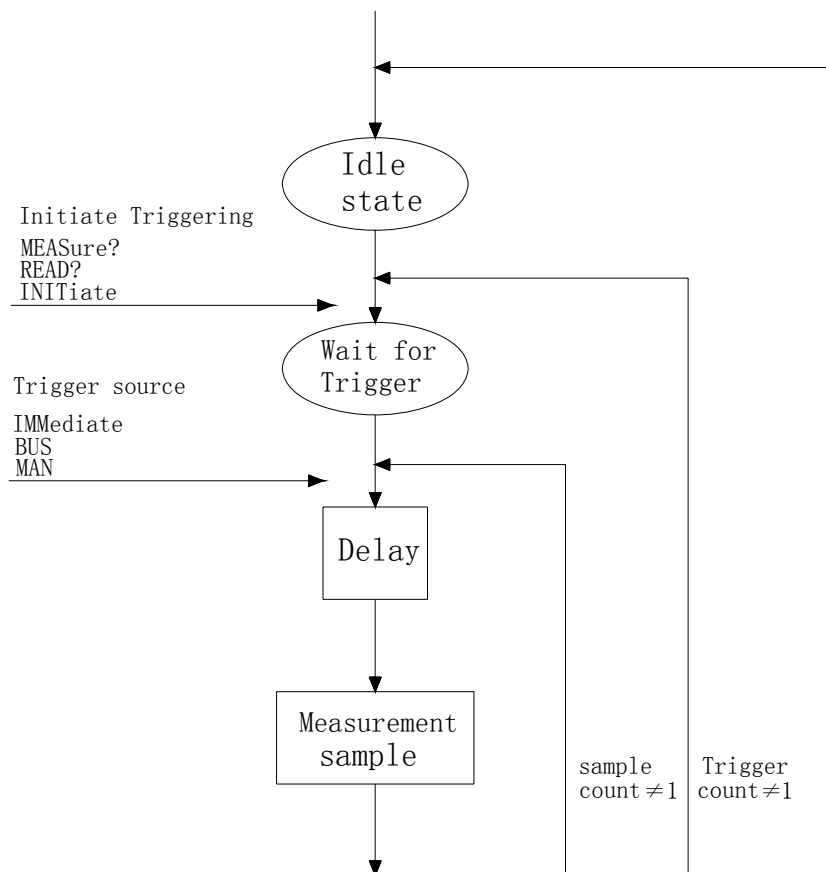 Idle
state
Initiate Triggering
MEASure?
READ?
INITiate
Wait for
Trigger
Trigger source
IMMediate
BUS
MAN
Delay
Measurement
sample
sample
count≠1
Trigger
count≠1